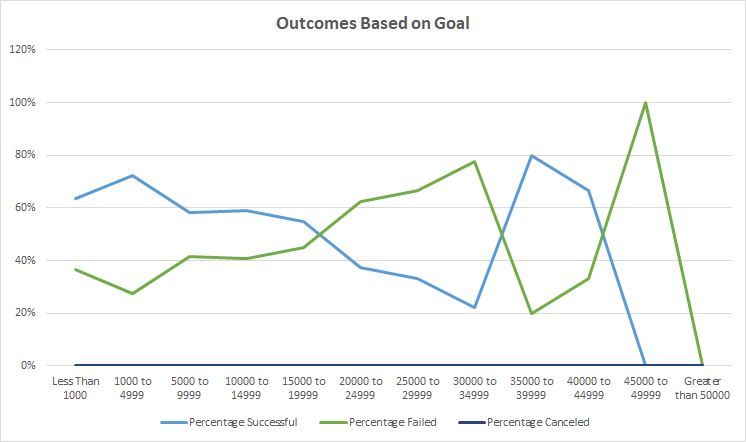 Outcomes Based on Goal
120%
100%
80%
60%
40%
20%
0%
Less Than 1000 to 5000 to 10000 to 15000 to 20000 to 25000 to 30000 to 35000 to 40000 to 45000 to Greater
1000 4999 9999 14999 19999 24999 29999 34999 39999 44999 49999 than 50000
Percentage Successful Percentage Failed Percentage Canceled